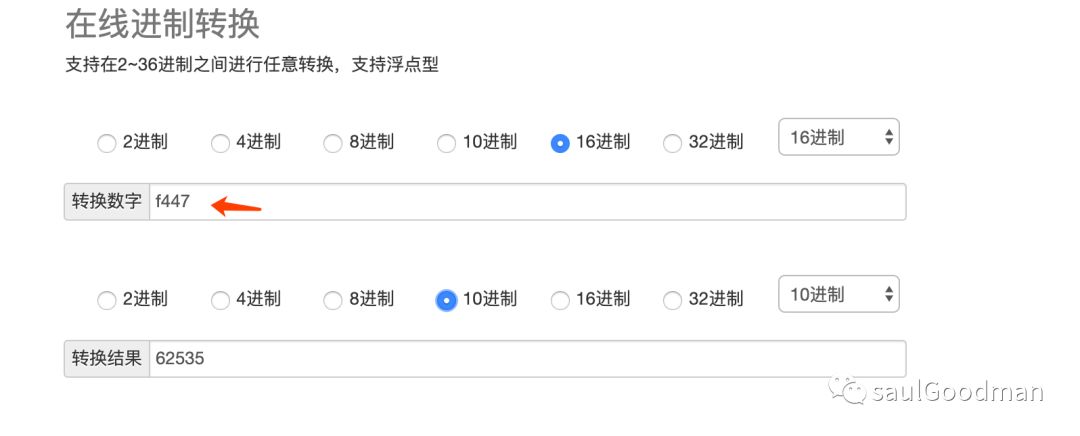 在线进制转换
支持在2~36进制之间进行任意转换，支持浮点型
2进制 4进制 8进制 10进制 16进制 32进制 16进制
转换数字 f447
2进制 4进制 8进制 10进制 16进制 32进制 10进制
转换结果 62535
saulGoodman